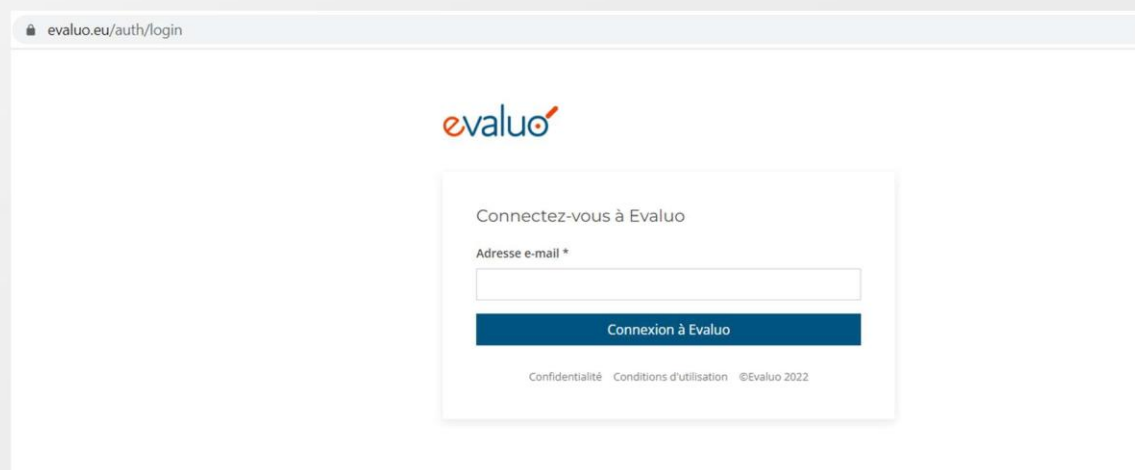 evaluo.eu/auth/login
evaluo
Connectez-vous à Evaluo
Adresse e-mail *
Connexion à Evaluo
Confidentialité Conditions d'utilisation ©Evaluo 2022